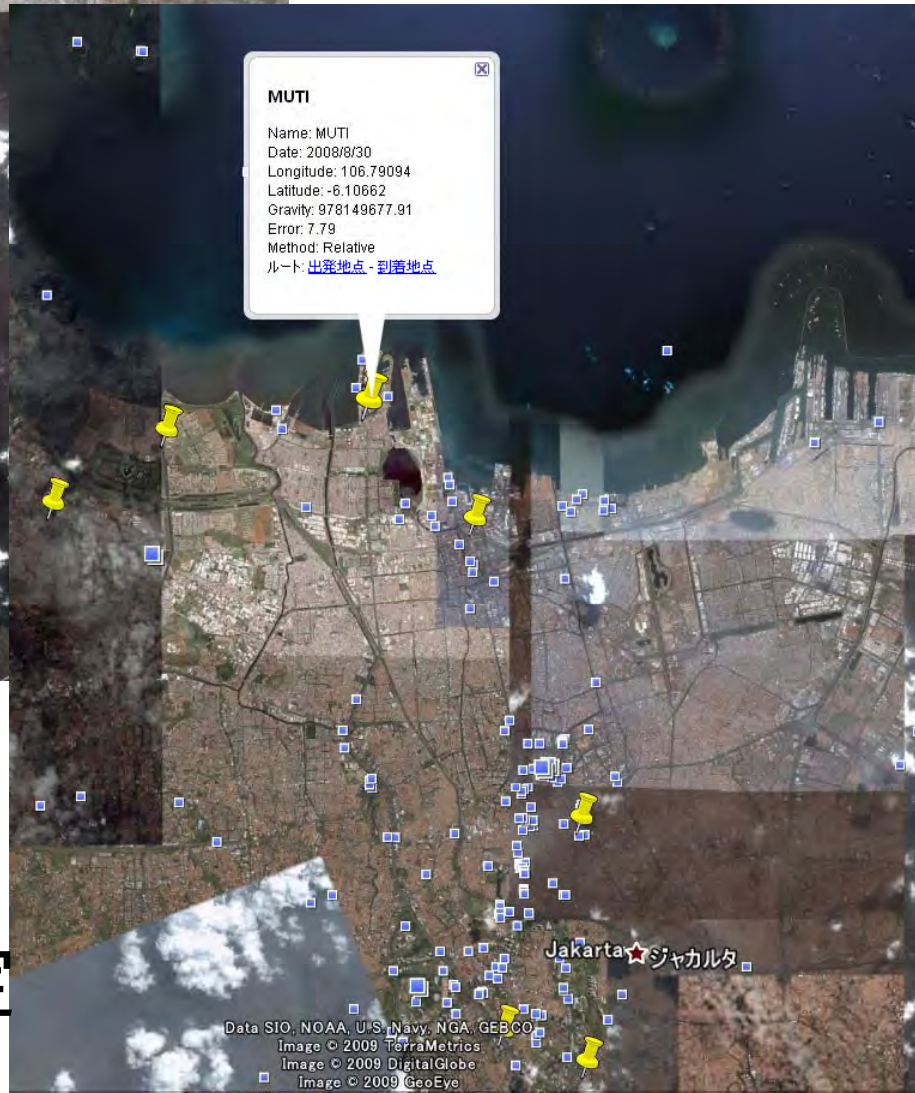 MUTI
Name: MUTI
Date: 2008/8/30
Longitude: 106.79094
Latitude: -6.10662
Gravity: 978149677.91
Error: 7.79
Method: Relative
ルート: 出発地点 - 到着地点
Jakarta ジャカルタ
Data SIO, NOAA, U.S. Navy, NGA, GEBCO
Image © 2009 TerraMetrics
Image © 2009 DigitalGlobe
Image © 2009 GeoEye